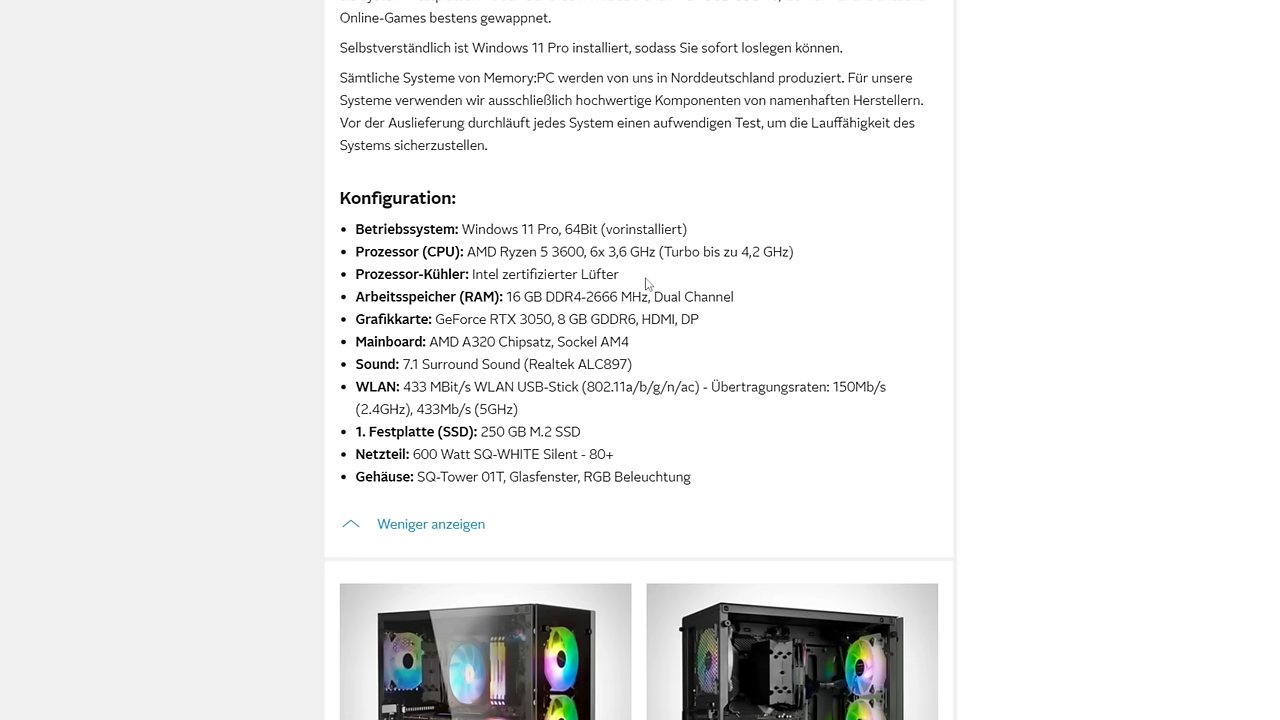 Online-Games bestens gewappnet.
Selbstverständlich ist Windows 11 Pro installiert, sodass Sie sofort loslegen können.
Sämtliche Systeme von Memory:PC werden von uns in Norddeutschland produziert. Für unsere
Systeme verwenden wir ausschließlich hochwertige Komponenten von namenhaften Herstellern.
Vor der Auslieferung durchläuft jedes System einen aufwendigen Test, um die Lauffähigkeit des
Systems sicherzustellen.
Konfiguration:
• Betriebssystem: Windows 11 Pro, 64Bit (vorinstalliert)
• Prozessor (CPU): AMD Ryzen 5 3600, 6x 3,6 GHz (Turbo bis zu 4,2 GHz)
• Prozessor-Kühler: Intel zertifizierter Lüfter
• Arbeitsspeicher (RAM): 16 GB DDR4-2666 MHz, Dual Channel
• Grafikkarte: GeForce RTX 3050, 8 GB GDDR6, HDMI, DP
• Mainboard: AMD A320 Chipsatz, Sockel AM4
• Sound: 7.1 Surround Sound (Realtek ALC897)
• WLAN: 433 MBit/s WLAN USB-Stick (802.11a/b/g/n/ac) - Übertragungsraten: 150Mb/s
(2.4GHz), 433Mb/s (5GHz)
• 1. Festplatte (SSD): 250 GB M.2 SSD
• Netzteil: 600 Watt SQ-WHITE Silent - 80+
• Gehäuse: SQ-Tower 01T, Glasfenster, RGB Beleuchtung
Weniger anzeigen